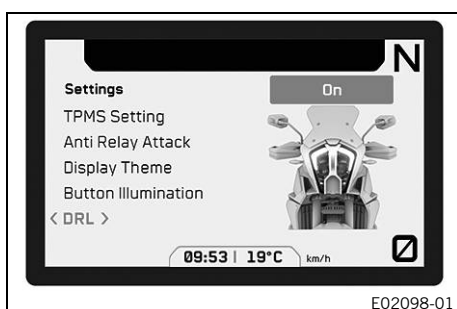 N
Settings
On
TPMS Setting
Anti Relay Attack
Display Theme
Button Illumination
< DRL >
09:53 | 19°C
km/h
0
E02098-01